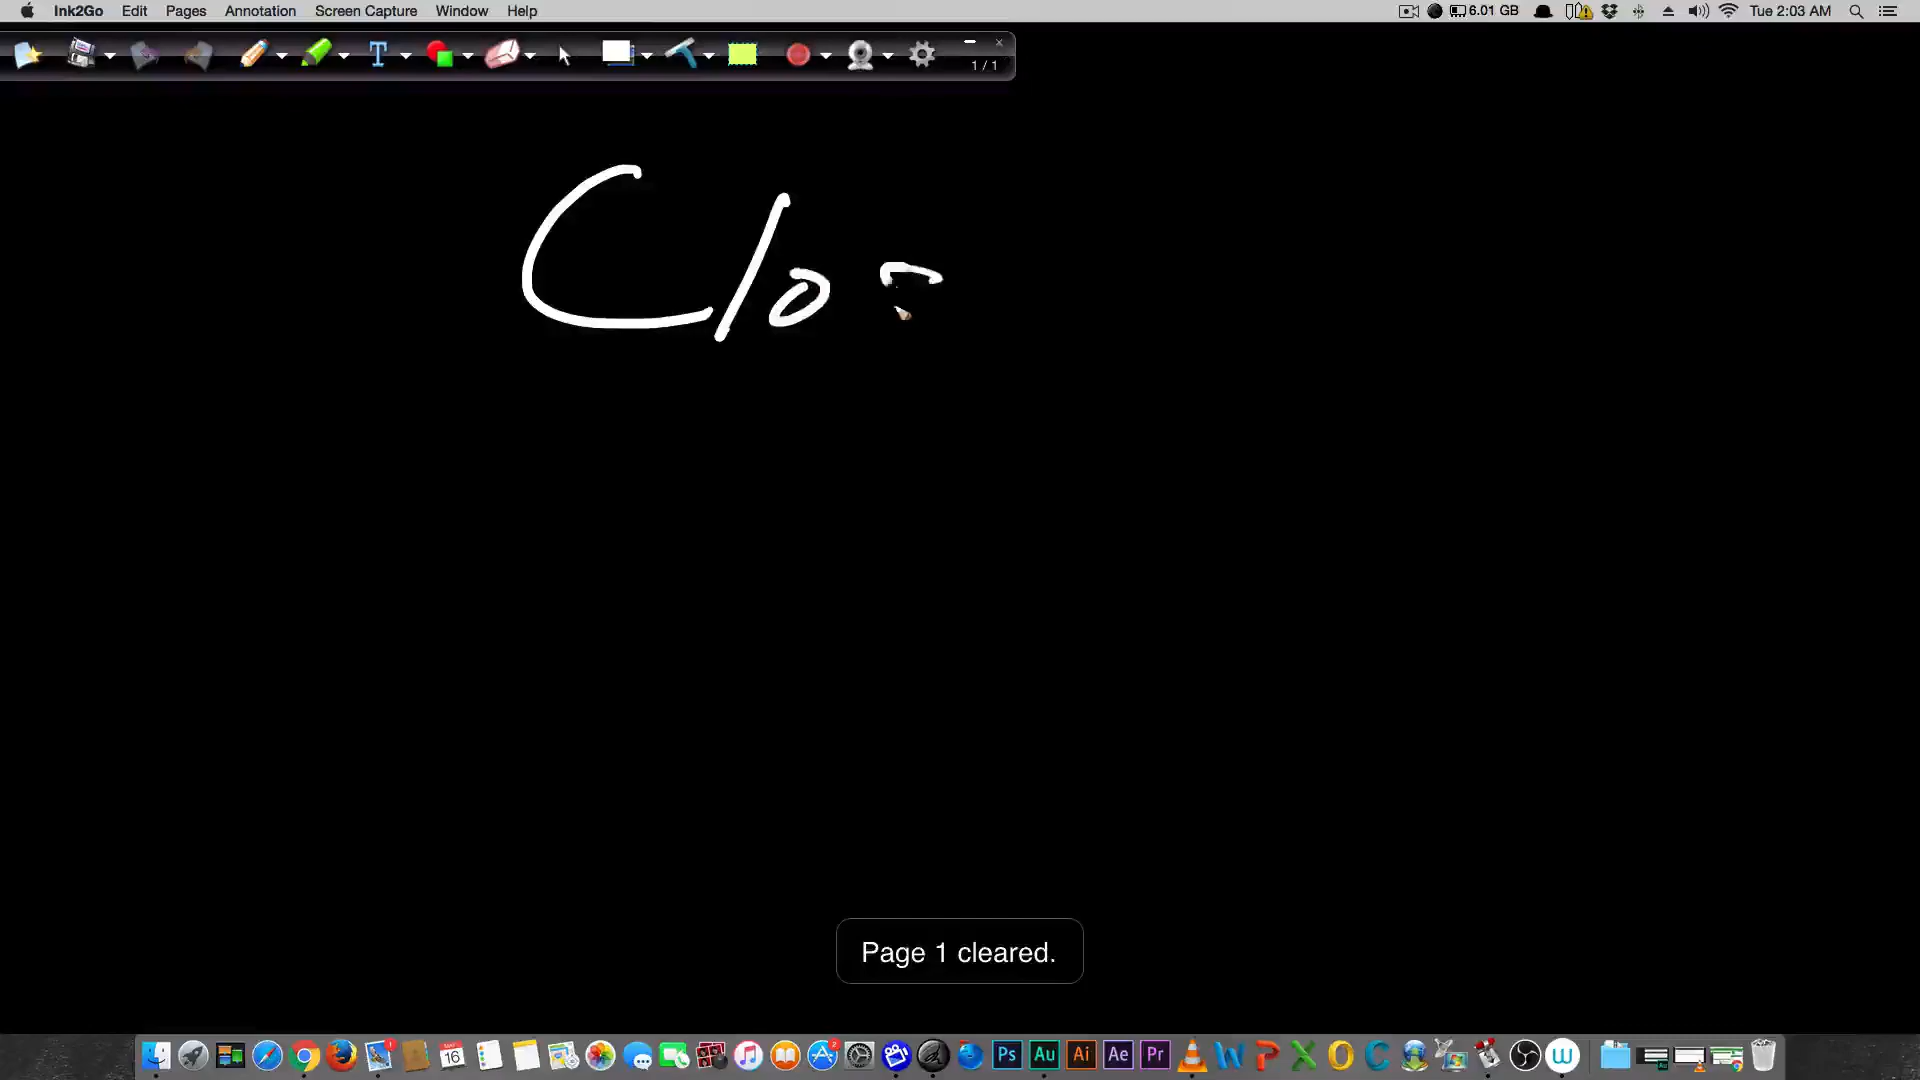 Ink2Go Edit Pages Annotation Screen Capture Window Help 6.01 GB Tue 2:03 AM
1 / 1
Clo
Page 1 cleared.
16 Ps Au Ai Ae Pr